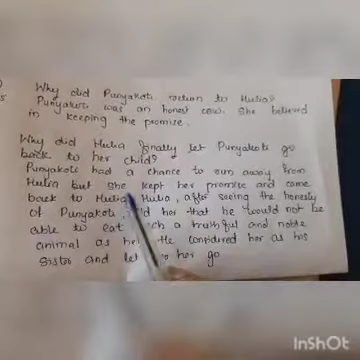 Why did Punyakoti return to Hulia?
Punyakoti was an honest cow. She believed
in keeping the promise.
Why did Hulia finally let Punyakoti go
back to her child?
Punyakoti had a chance to run away from
Hulia but she kept her promise and came
back to Hulia, Hulia, after seeing the honesty
of Punyakoti, her that he would not be
able to eat a truthful and noble
animal as He considered her as his
sister and let her go
InShOt